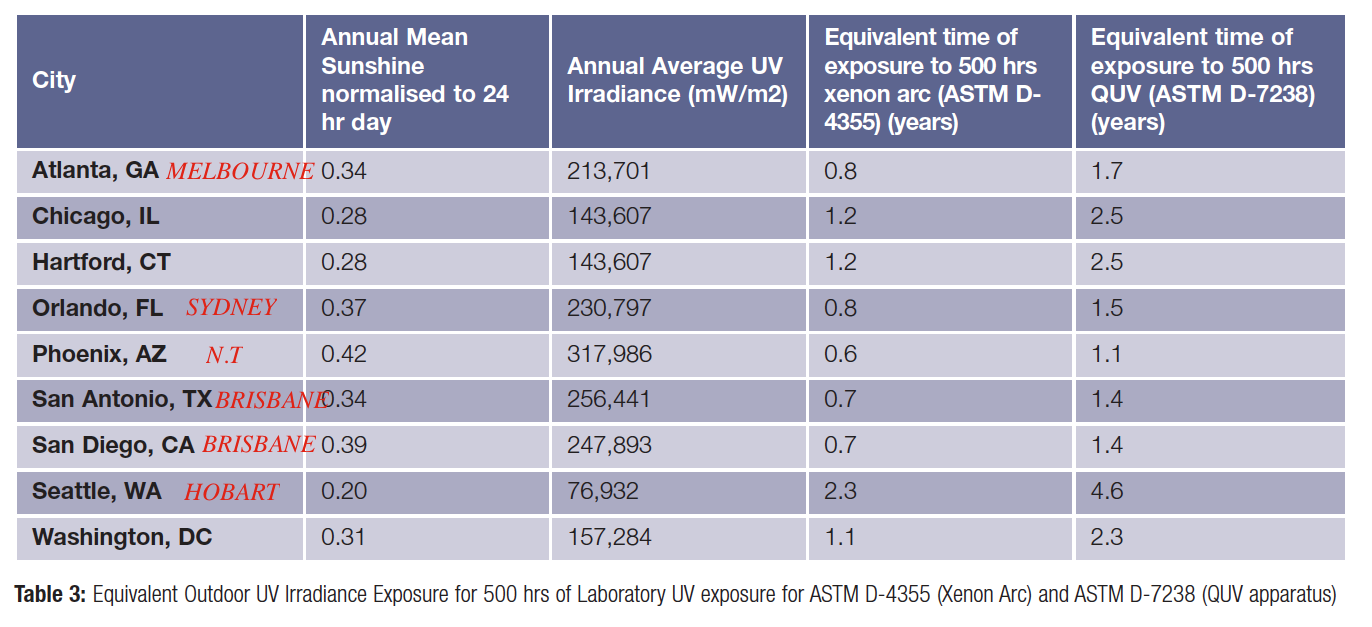 City Annual Mean Sunshine normalised to 24 hr day Annual Average UV Irradiance (mW/m2) Equivalent time of exposure to 500 hrs xenon arc (ASTM D-4355) (years) Equivalent time of exposure to 500 hrs QUV (ASTM D-7238) (years)
Atlanta, GA MELBOURNE 0.34 213,701 0.8 1.7
Chicago, IL 0.28 143,607 1.2 2.5
Hartford, CT 0.28 143,607 1.2 2.5
Orlando, FL SYDNEY 0.37 230,797 0.8 1.5
Phoenix, AZ N.T 0.42 317,986 0.6 1.1
San Antonio, TX BRISBANE 0.34 256,441 0.7 1.4
San Diego, CA BRISBANE 0.39 247,893 0.7 1.4
Seattle, WA HOBART 0.20 76,932 2.3 4.6
Washington, DC 0.31 157,284 1.1 2.3
Table 3: Equivalent Outdoor UV Irradiance Exposure for 500 hrs of Laboratory UV exposure for ASTM D-4355 (Xenon Arc) and ASTM D-7238 (QUV apparatus)